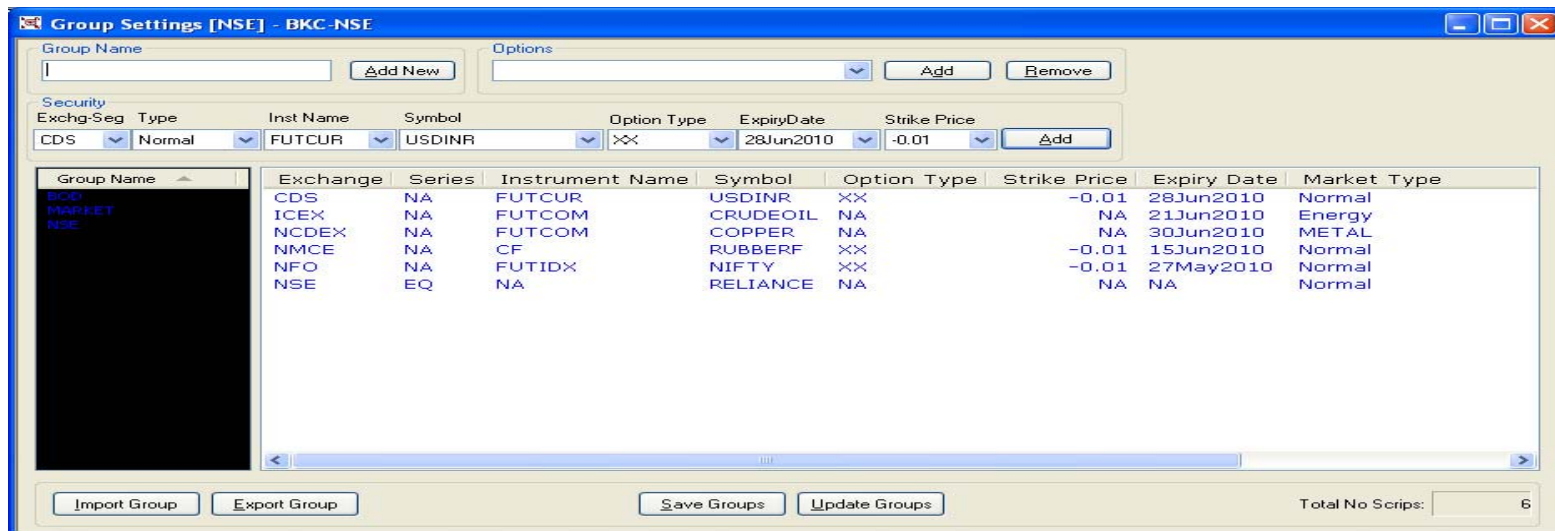 Group Settings [NSE] - BKC-NSE
Group Name Options
Add New Add Remove
Security
Exchg-Seg Type Inst Name Symbol Option Type ExpiryDate Strike Price
CDS Normal FUTCUR USDINR XX 28Jun2010 -0.01 Add
Group Name
BOD
MARKET
NSE
Exchange Series Instrument Name Symbol Option Type Strike Price Expiry Date Market Type
CDS NA FUTCUR USDINR XX -0.01 28Jun2010 Normal
ICEX NA FUTCOM CRUDEOIL NA NA 21Jun2010 Energy
NCDEX NA FUTCOM COPPER NA NA 30Jun2010 METAL
NMCE NA CF RUBBERF XX -0.01 15Jun2010 Normal
NFO NA FUTIDX NIFTY XX -0.01 27May2010 Normal
NSE EQ NA RELIANCE NA NA NA Normal
Import Group Export Group Save Groups Update Groups Total No Scrips: 6